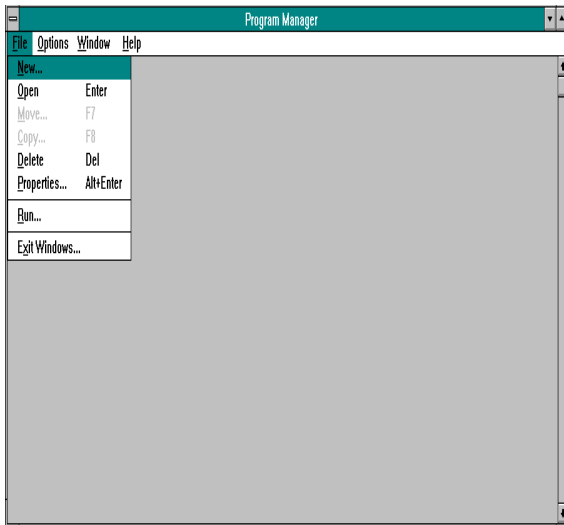 Program Manager
File Options Window Help
New...
Open Enter
Move... F7
Copy... F8
Delete Del
Properties... Alt+Enter
Run...
Exit Windows...